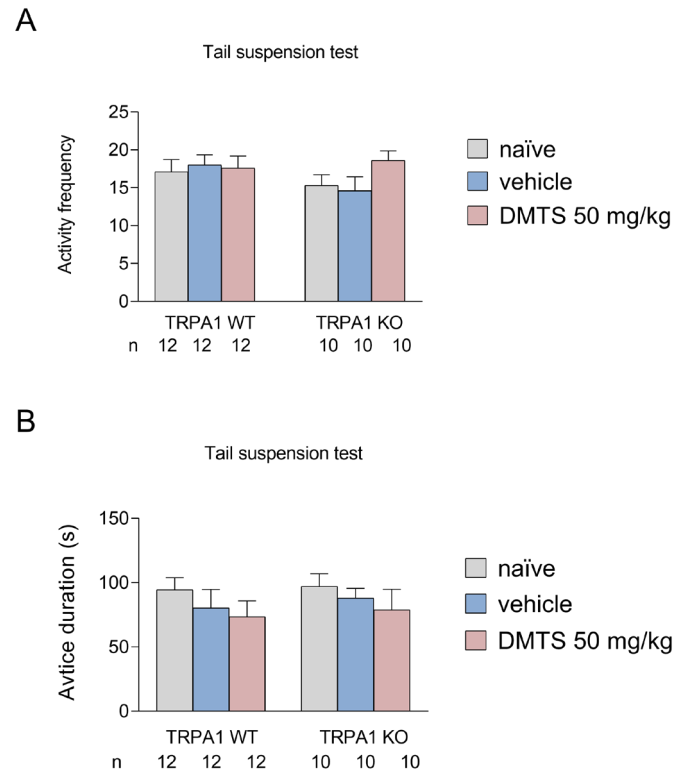 A
Tail suspension test
25
20
15
10
5
0
Activity frequency
naïve
vehicle
DMTS 50 mg/kg
TRPA1 WT TRPA1 KO
n 12 12 12 10 10 10
B
Tail suspension test
150
100
50
0
Avtice duration (s)
naïve
vehicle
DMTS 50 mg/kg
TRPA1 WT TRPA1 KO
n 12 12 12 10 10 10